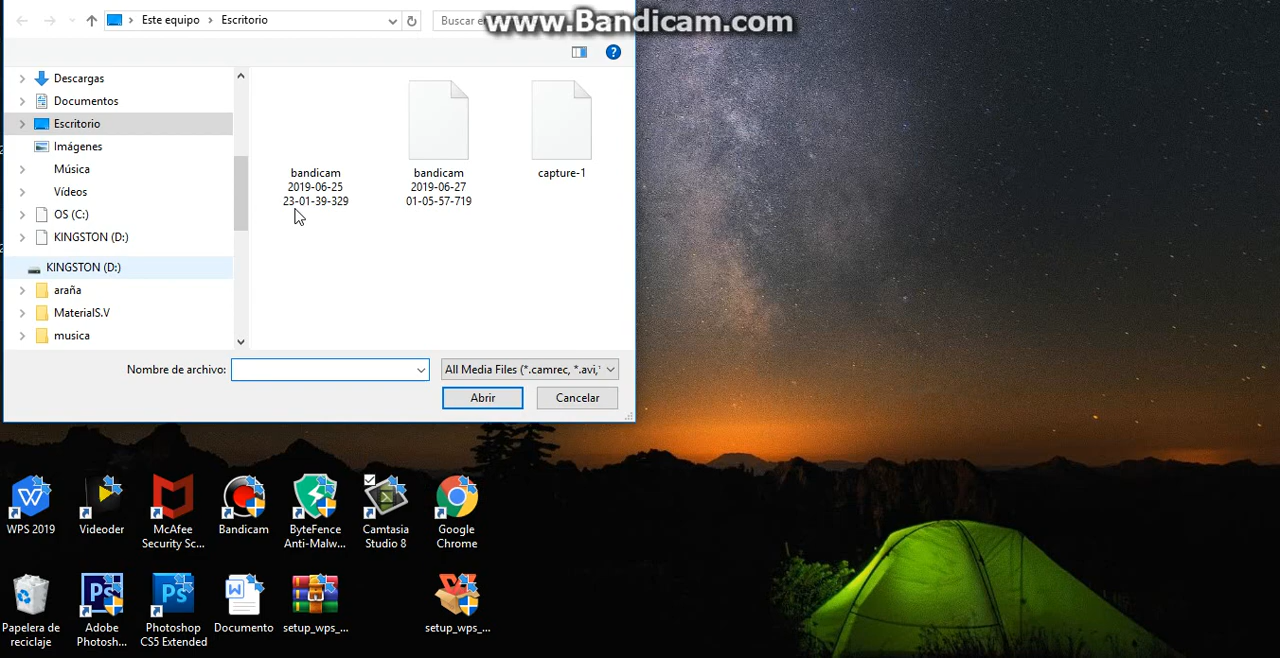 Este equipo > Escritorio
Buscar e
www.Bandicam.com
Descargas
Documentos
Escritorio
Imágenes
Música
Vídeos
OS (C:)
KINGSTON (D:)
KINGSTON (D:)
araña
MaterialS.V
musica
bandicam
2019-06-25
23-01-39-329
bandicam
2019-06-27
01-05-57-719
capture-1
Nombre de archivo:
All Media Files (*.camrec, *.avi,
Abrir
Cancelar
WPS 2019
Videoder
McAfee
Security Sc...
Bandicam
ByteFence
Anti-Malw...
Camtasia
Studio 8
Google
Chrome
Papelera de
reciclaje
Adobe
Photosh...
Photoshop
CS5 Extended
Documento
setup_wps_...
setup_wps_...